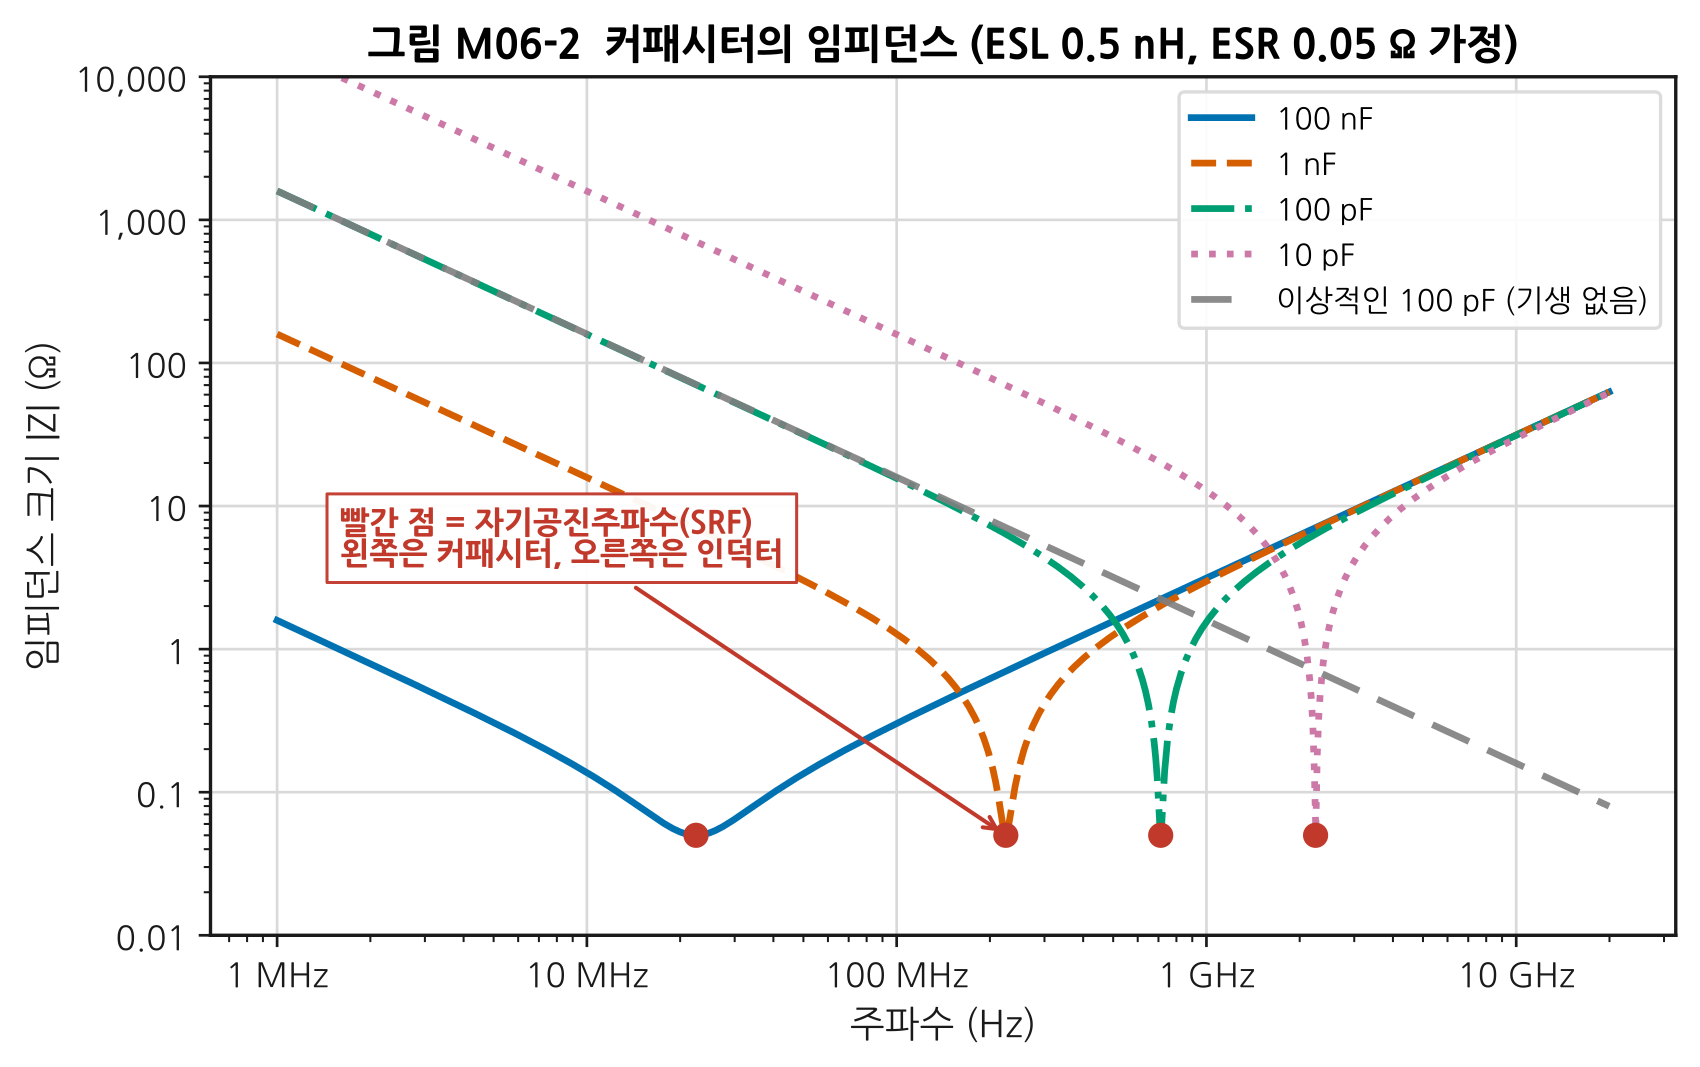 그림 M06-2  커패시터의 임피던스 (ESL 0.5 nH, ESR 0.05 Ω 가정)
임피던스 크기 |Z| (Ω)
10,000
1,000
100
10
1
0.1
0.01
100 nF
1 nF
100 pF
10 pF
이상적인 100 pF (기생 없음)
빨간 점 = 자기공진주파수(SRF)
왼쪽은 커패시터, 오른쪽은 인덕터
1 MHz
10 MHz
100 MHz
1 GHz
10 GHz
주파수 (Hz)